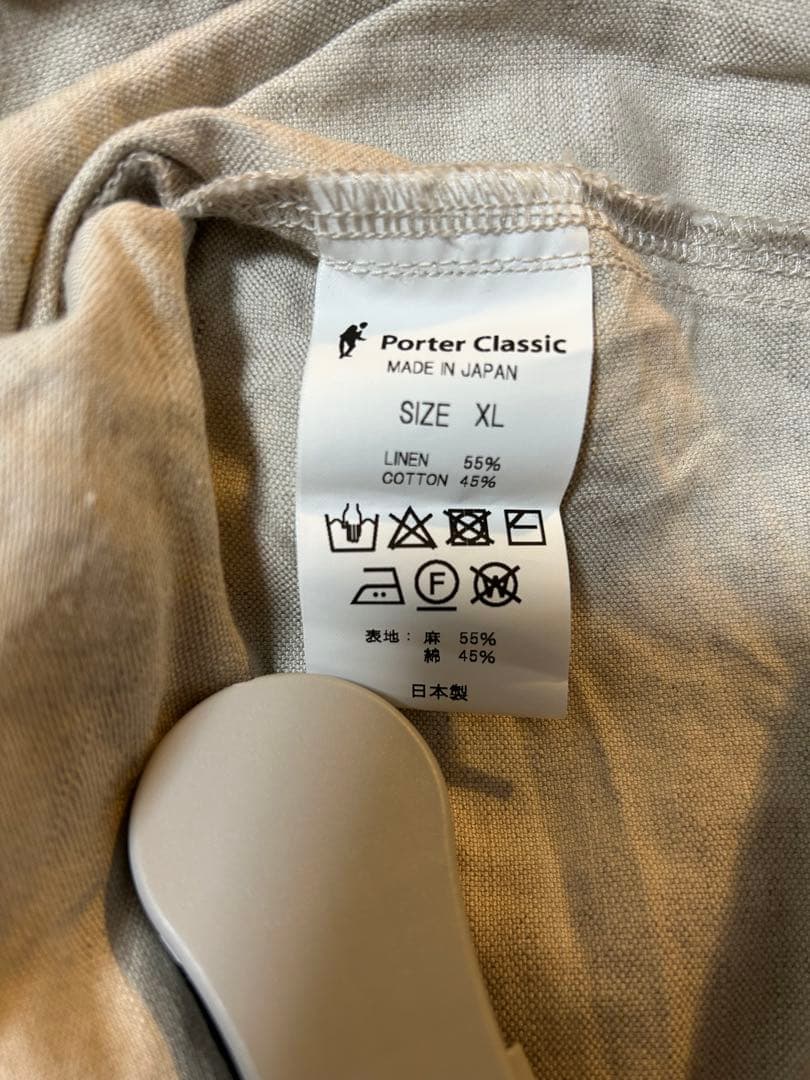 Porter Classic
MADE IN JAPAN
SIZE XL
LINEN 55%
COTTON 45%
F W
表地： 麻 55%
綿 45%
日本製